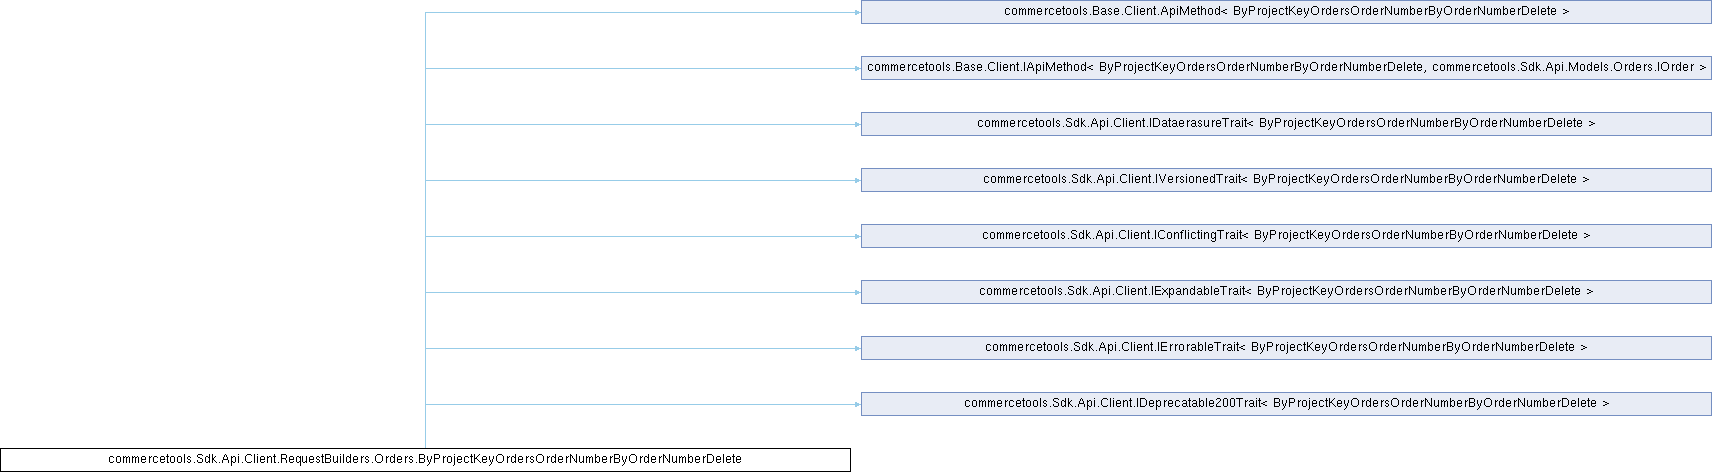 commercetools.Base.Client.ApiMethod< ByProjectKeyOrdersOrderNumberByOrderNumberDelete >
commercetools.Base.Client.IApiMethod< ByProjectKeyOrdersOrderNumberByOrderNumberDelete, commercetools.Sdk.Api.Models.Orders.IOrder >
commercetools.Sdk.Api.Client.IDataerasureTrait< ByProjectKeyOrdersOrderNumberByOrderNumberDelete >
commercetools.Sdk.Api.Client.IVersionedTrait< ByProjectKeyOrdersOrderNumberByOrderNumberDelete >
commercetools.Sdk.Api.Client.IConflictingTrait< ByProjectKeyOrdersOrderNumberByOrderNumberDelete >
commercetools.Sdk.Api.Client.IExpandableTrait< ByProjectKeyOrdersOrderNumberByOrderNumberDelete >
commercetools.Sdk.Api.Client.IErrorableTrait< ByProjectKeyOrdersOrderNumberByOrderNumberDelete >
commercetools.Sdk.Api.Client.IDeprecatable200Trait< ByProjectKeyOrdersOrderNumberByOrderNumberDelete >
commercetools.Sdk.Api.Client.RequestBuilders.Orders.ByProjectKeyOrdersOrderNumberByOrderNumberDelete